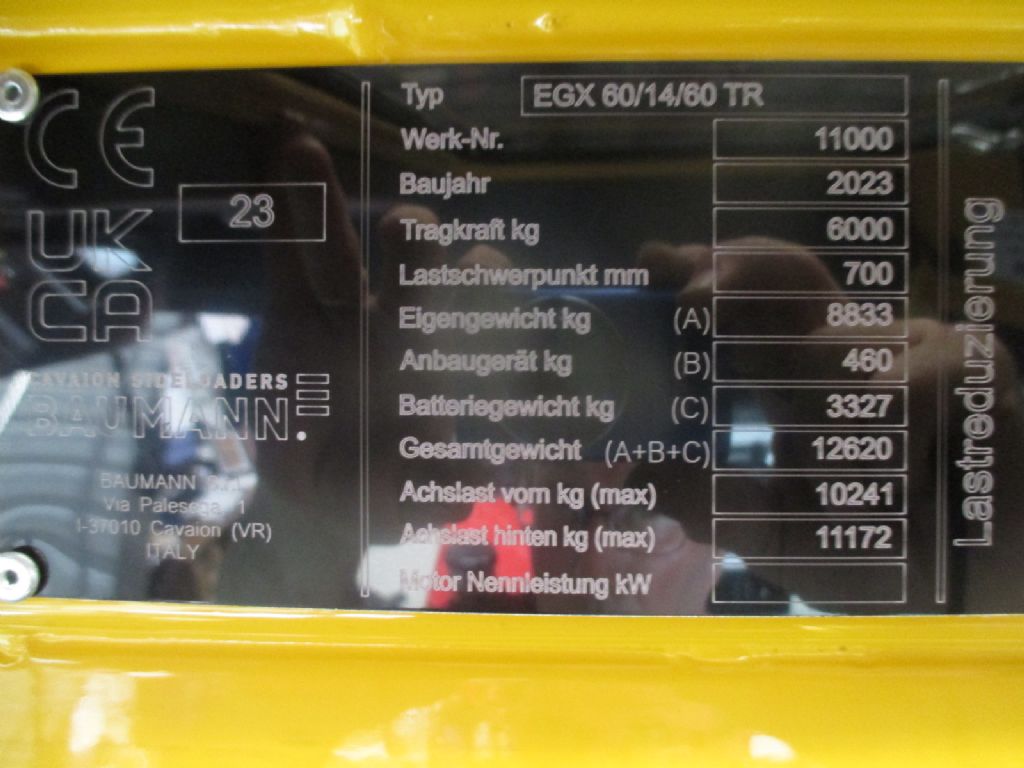 CE
UK
CA
23
CAVAION SIDELOADERS
BAUMANN.
BAUMANN
Via Palesega 1
I-37010 Cavaion (VR)
ITALY
Typ EGX 60/14/60 TR
Werk-Nr. 11000
Baujahr 2023
Tragkraft kg 6000
Lastschwerpunkt mm 700
Eigengewicht kg (A) 8833
Anbaugerät kg (B) 460
Batteriegewicht kg (C) 3327
Gesamtgewicht (A+B+C) 12620
Achslast vorn kg (max) 10241
Achslast hinten kg (max) 11172
Motor Nennleistung kW
Lastreduzierung